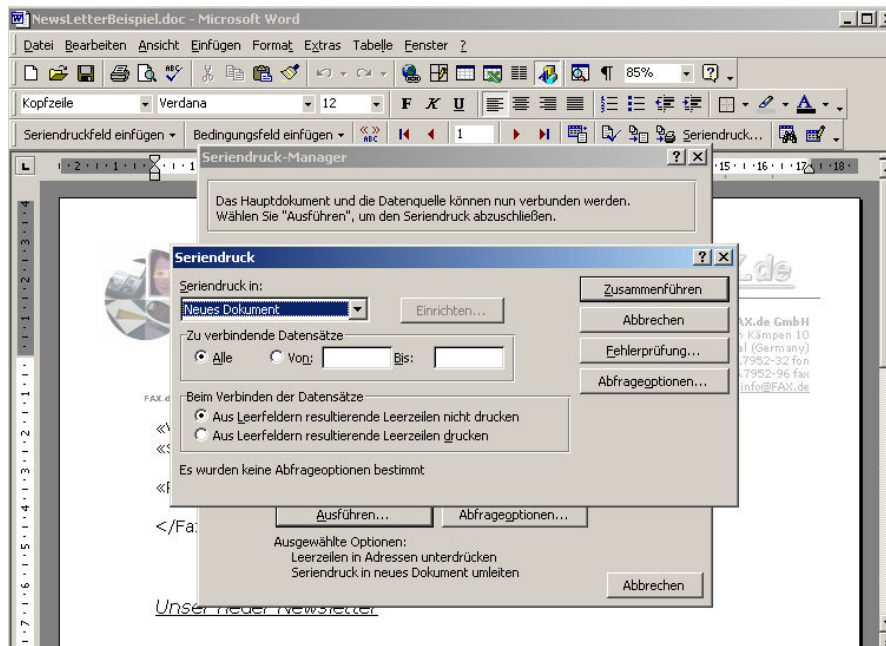 NewsLetterBeispiel.doc - Microsoft Word
Datei Bearbeiten Ansicht Einfügen Format Extras Tabelle Fenster ?
85%
Kopfzeile Verdana 12 F K U
Seriendruckfeld einfügen Bedingungsfeld einfügen « » ABC 1 Seriendruck...
Seriendruck-Manager
Das Hauptdokument und die Datenquelle können nun verbunden werden.
Wählen Sie "Ausführen", um den Seriendruck abzuschließen.
Seriendruck
Seriendruck in:
Neues Dokument
Einrichten...
Zusammenführen
Abbrechen
Fehlerprüfung...
Abfrageoptionen...
Zu verbindende Datensätze
Alle Von: Bis:
Beim Verbinden der Datensätze
Aus Leerfeldern resultierende Leerzeilen nicht drucken
Aus Leerfeldern resultierende Leerzeilen drucken
Es wurden keine Abfrageoptionen bestimmt
.de
.de GmbH
Kämpen 10
(Germany)
.7952-32 fon
.7952-96 fax
info@FAX.de
</Fa
Ausführen... Abfrageoptionen...
Ausgewählte Optionen:
Leerzeilen in Adressen unterdrücken
Seriendruck in neues Dokument umleiten
Abbrechen
Unser neuer Newsletter